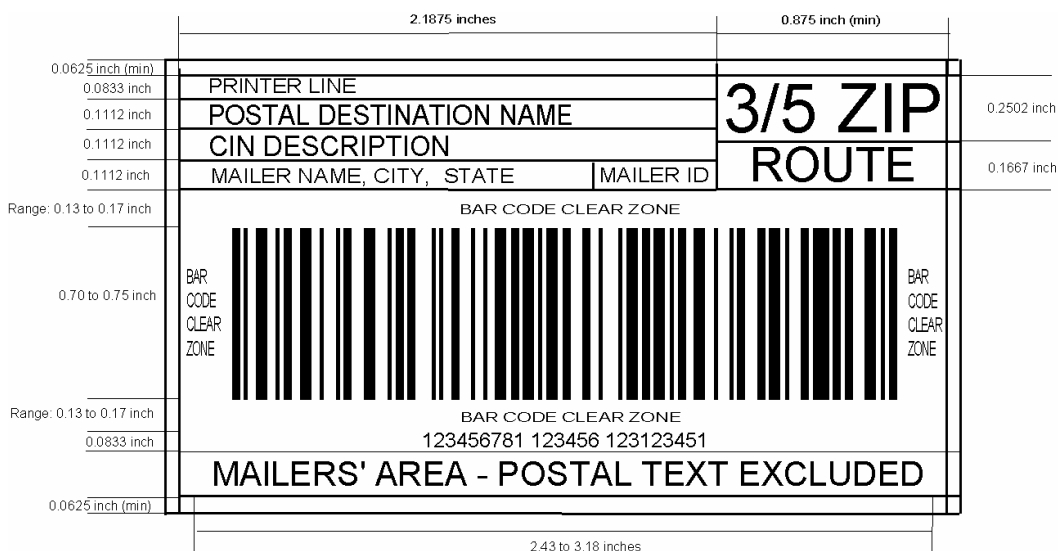 2.1875 inches 0.875 inch (min)
0.0625 inch (min)
0.0833 inch PRINTER LINE 3/5 ZIP
0.1112 inch POSTAL DESTINATION NAME 0.2502 inch
0.1112 inch CIN DESCRIPTION ROUTE
0.1112 inch MAILER NAME, CITY, STATE MAILER ID 0.1667 inch
Range: 0.13 to 0.17 inch BAR CODE CLEAR ZONE
BAR BAR
CODE CODE
0.70 to 0.75 inch
CLEAR CLEAR
ZONE ZONE
Range: 0.13 to 0.17 inch BAR CODE CLEAR ZONE
0.0833 inch 123456781 123456 123123451
MAILERS' AREA - POSTAL TEXT EXCLUDED
0.0625 inch (min)
2.43 to 3.18 inches